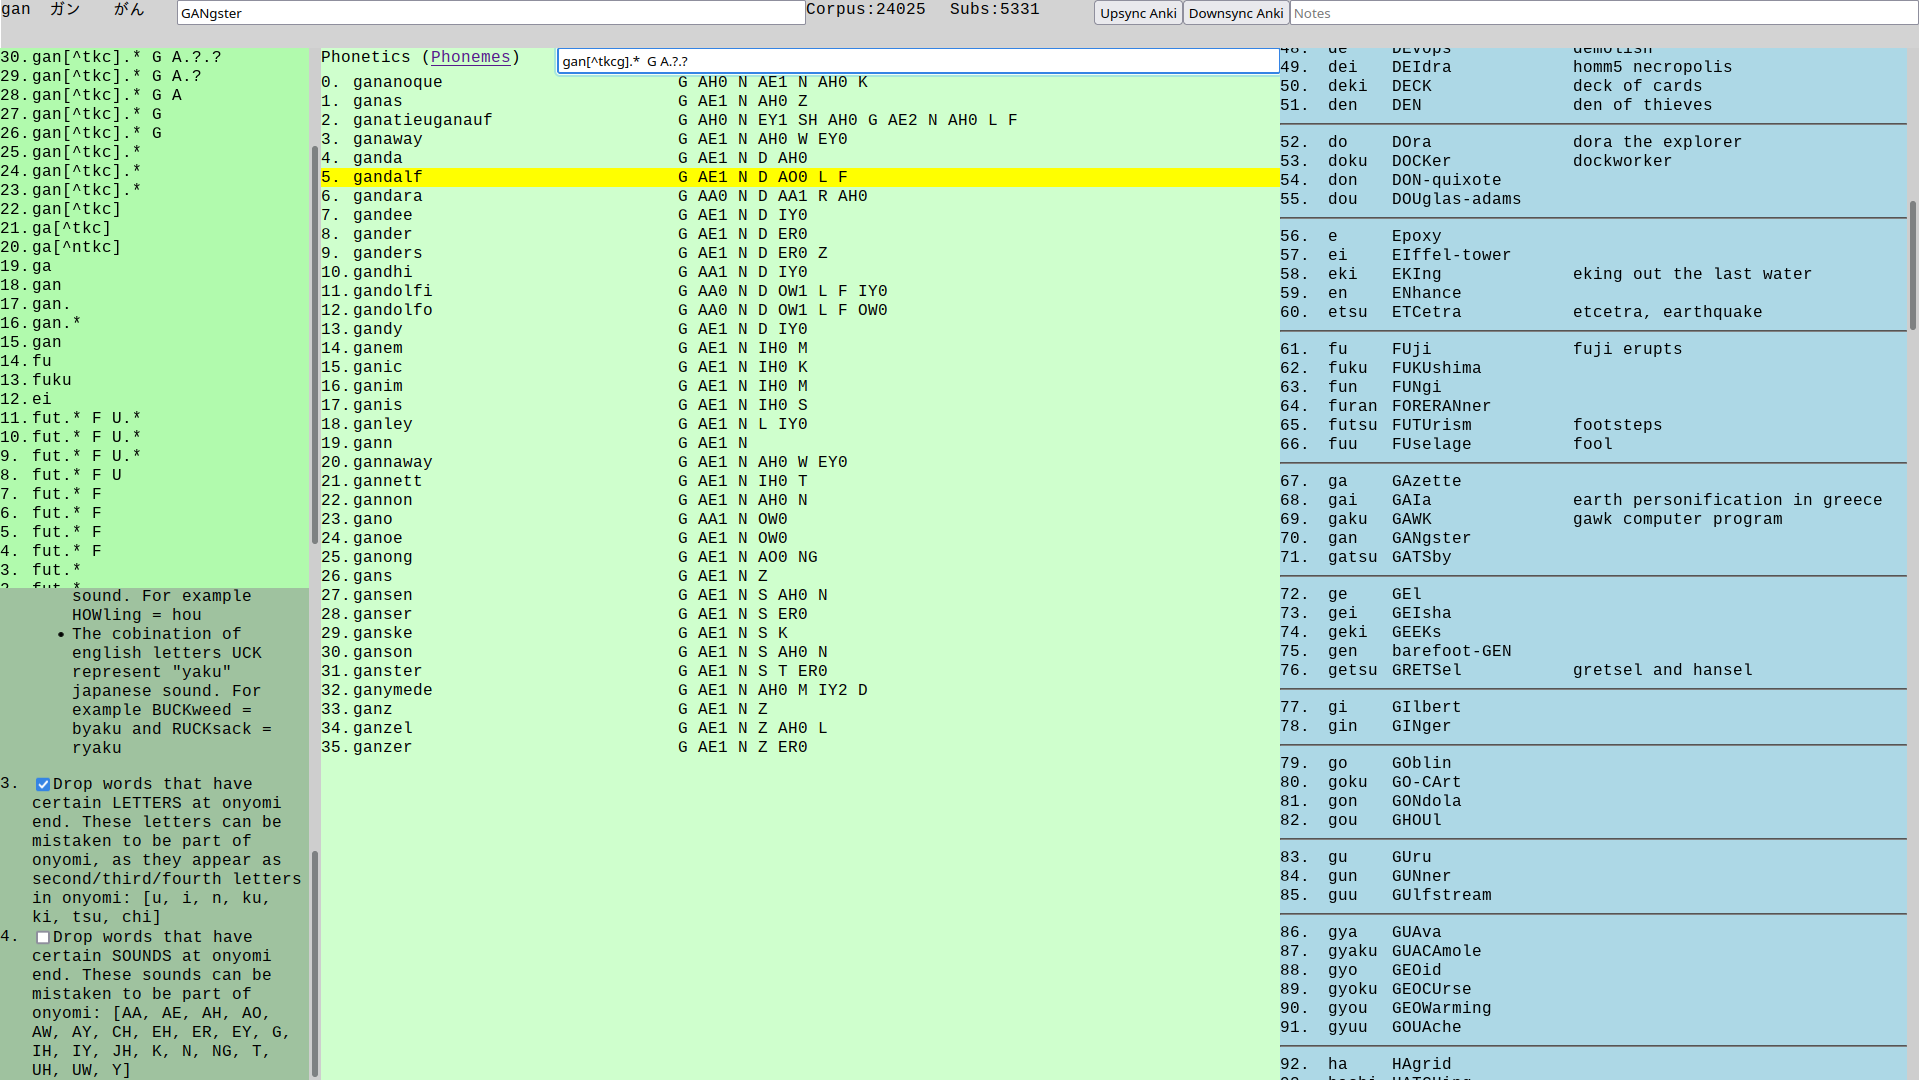 gan ガン がん GANgster Corpus:24025 Subs:5331 Upsync Anki Downsync Anki Notes
30. gan[^tkc].* G A.?.?
29. gan[^tkc].* G A.?
28. gan[^tkc].* G A
27. gan[^tkc].* G
26. gan[^tkc].* G
25. gan[^tkc].*
24. gan[^tkc].*
23. gan[^tkc].*
22. gan[^tkc]
21. ga[^tkc]
20. ga[^ntkc]
19. ga
18. gan
17. gan.
16. gan.*
15. gan
14. fu
13. fuku
12. ei
11. fut.* F U.*
10. fut.* F U.*
9. fut.* F U.*
8. fut.* F U
7. fut.* F
6. fut.* F
5. fut.* F
4. fut.* F
3. fut.*
2. fut.*
sound. For example
HOWling = hou
• The cobination of
english letters UCK
represent "yaku"
japanese sound. For
example BUCKweed =
byaku and RUCKsack =
ryaku
3. Drop words that have
certain LETTERS at onyomi
end. These letters can be
mistaken to be part of
onyomi, as they appear as
second/third/fourth letters
in onyomi: [u, i, n, ku,
ki, tsu, chi]
4. Drop words that have
certain SOUNDS at onyomi
end. These sounds can be
mistaken to be part of
onyomi: [AA, AE, AH, AO,
AW, AY, CH, EH, ER, EY, G,
IH, IY, JH, K, N, NG, T,
UH, UW, Y]
Phonetics (Phonemes) gan[^tkcg].* G A.?.?
0. gananoque G AH0 N AE1 N AH0 K
1. ganas G AE1 N AH0 Z
2. ganatieuganauf G AH0 N EY1 SH AH0 G AE2 N AH0 L F
3. ganaway G AE1 N AH0 W EY0
4. ganda G AE1 N D AH0
5. gandalf G AE1 N D AO0 L F
6. gandara G AA0 N D AA1 R AH0
7. gandee G AE1 N D IY0
8. gander G AE1 N D ER0
9. ganders G AE1 N D ER0 Z
10. gandhi G AA1 N D IY0
11. gandolfi G AA0 N D OW1 L F IY0
12. gandolfo G AA0 N D OW1 L F OW0
13. gandy G AE1 N D IY0
14. ganem G AE1 N IH0 M
15. ganic G AE1 N IH0 K
16. ganim G AE1 N IH0 M
17. ganis G AE1 N IH0 S
18. ganley G AE1 N L IY0
19. gann G AE1 N
20. gannaway G AE1 N AH0 W EY0
21. gannett G AE1 N IH0 T
22. gannon G AE1 N AH0 N
23. gano G AA1 N OW0
24. ganoe G AE1 N OW0
25. ganong G AE1 N AO0 NG
26. gans G AE1 N Z
27. gansen G AE1 N S AH0 N
28. ganser G AE1 N S ER0
29. ganske G AE1 N S K
30. ganson G AE1 N S AH0 N
31. ganster G AE1 N S T ER0
32. ganymede G AE1 N AH0 M IY2 D
33. ganz G AE1 N Z
34. ganzel G AE1 N Z AH0 L
35. ganzer G AE1 N Z ER0
48. de DEvops demolish
49. dei DEIdra homm5 necropolis
50. deki DECK deck of cards
51. den DEN den of thieves
52. do DOra dora the explorer
53. doku DOCKer dockworker
54. don DON-quixote
55. dou DOUglas-adams
56. e Epoxy
57. ei EIffel-tower
58. eki EKIng eking out the last water
59. en ENhance
60. etsu ETCetra etcetra, earthquake
61. fu FUji fuji erupts
62. fuku FUKUshima
63. fun FUNgi
64. furan FORERANner
65. futsu FUTUrism footsteps
66. fuu FUselage fool
67. ga GAzette
68. gai GAIa earth personification in greece
69. gaku GAWK gawk computer program
70. gan GANgster
71. gatsu GATSby
72. ge GEl
73. gei GEIsha
74. geki GEEKs
75. gen barefoot-GEN
76. getsu GRETSel gretsel and hansel
77. gi GIlbert
78. gin GINger
79. go GOblin
80. goku GO-CArt
81. gon GONdola
82. gou GHOUl
83. gu GUru
84. gun GUNner
85. guu GUlfstream
86. gya GUAva
87. gyaku GUACAmole
88. gyo GEOid
89. gyoku GEOCUrse
90. gyou GEOWarming
91. gyuu GOUAche
92. ha HAgrid